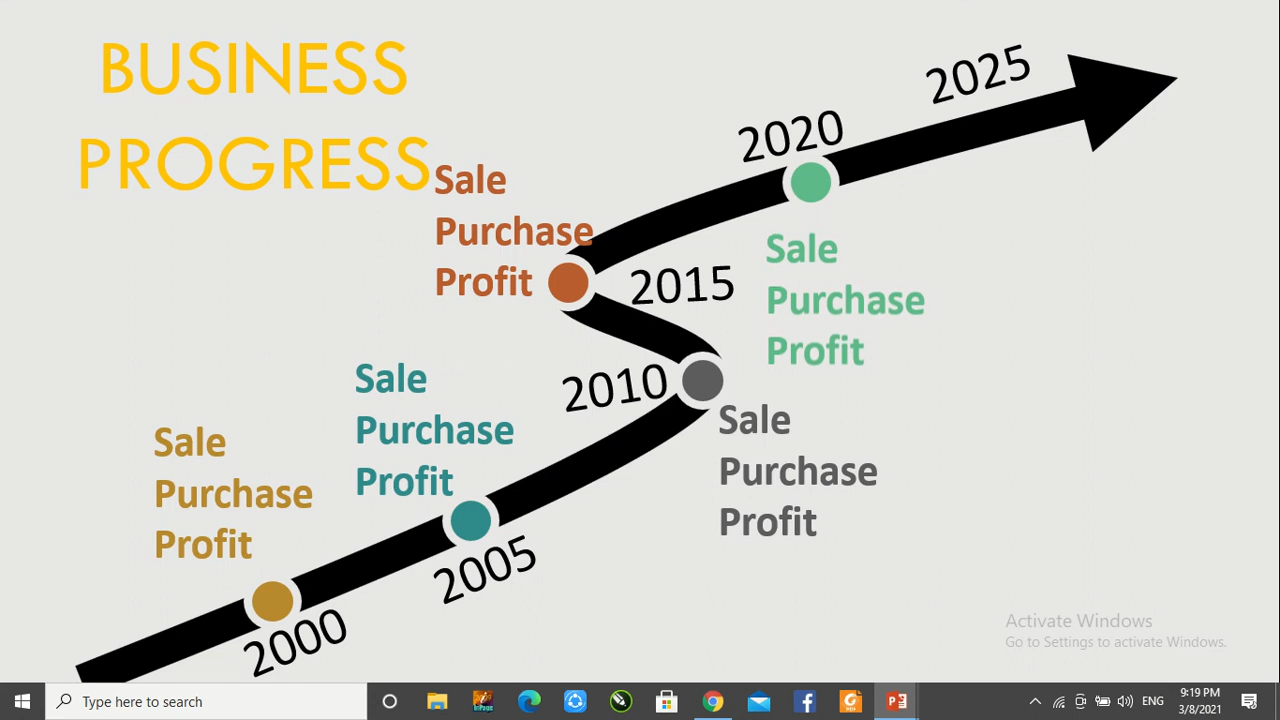 BUSINESS
PROGRESS
2025
2020
Sale
Purchase
Profit
2015
Sale
Purchase
Profit
2010
Sale
Purchase
Profit
Sale
Purchase
Profit
2005
Sale
Purchase
Profit
2000
Activate Windows
Go to Settings to activate Windows.
Type here to search
ENG
9:19 PM
3/8/2021